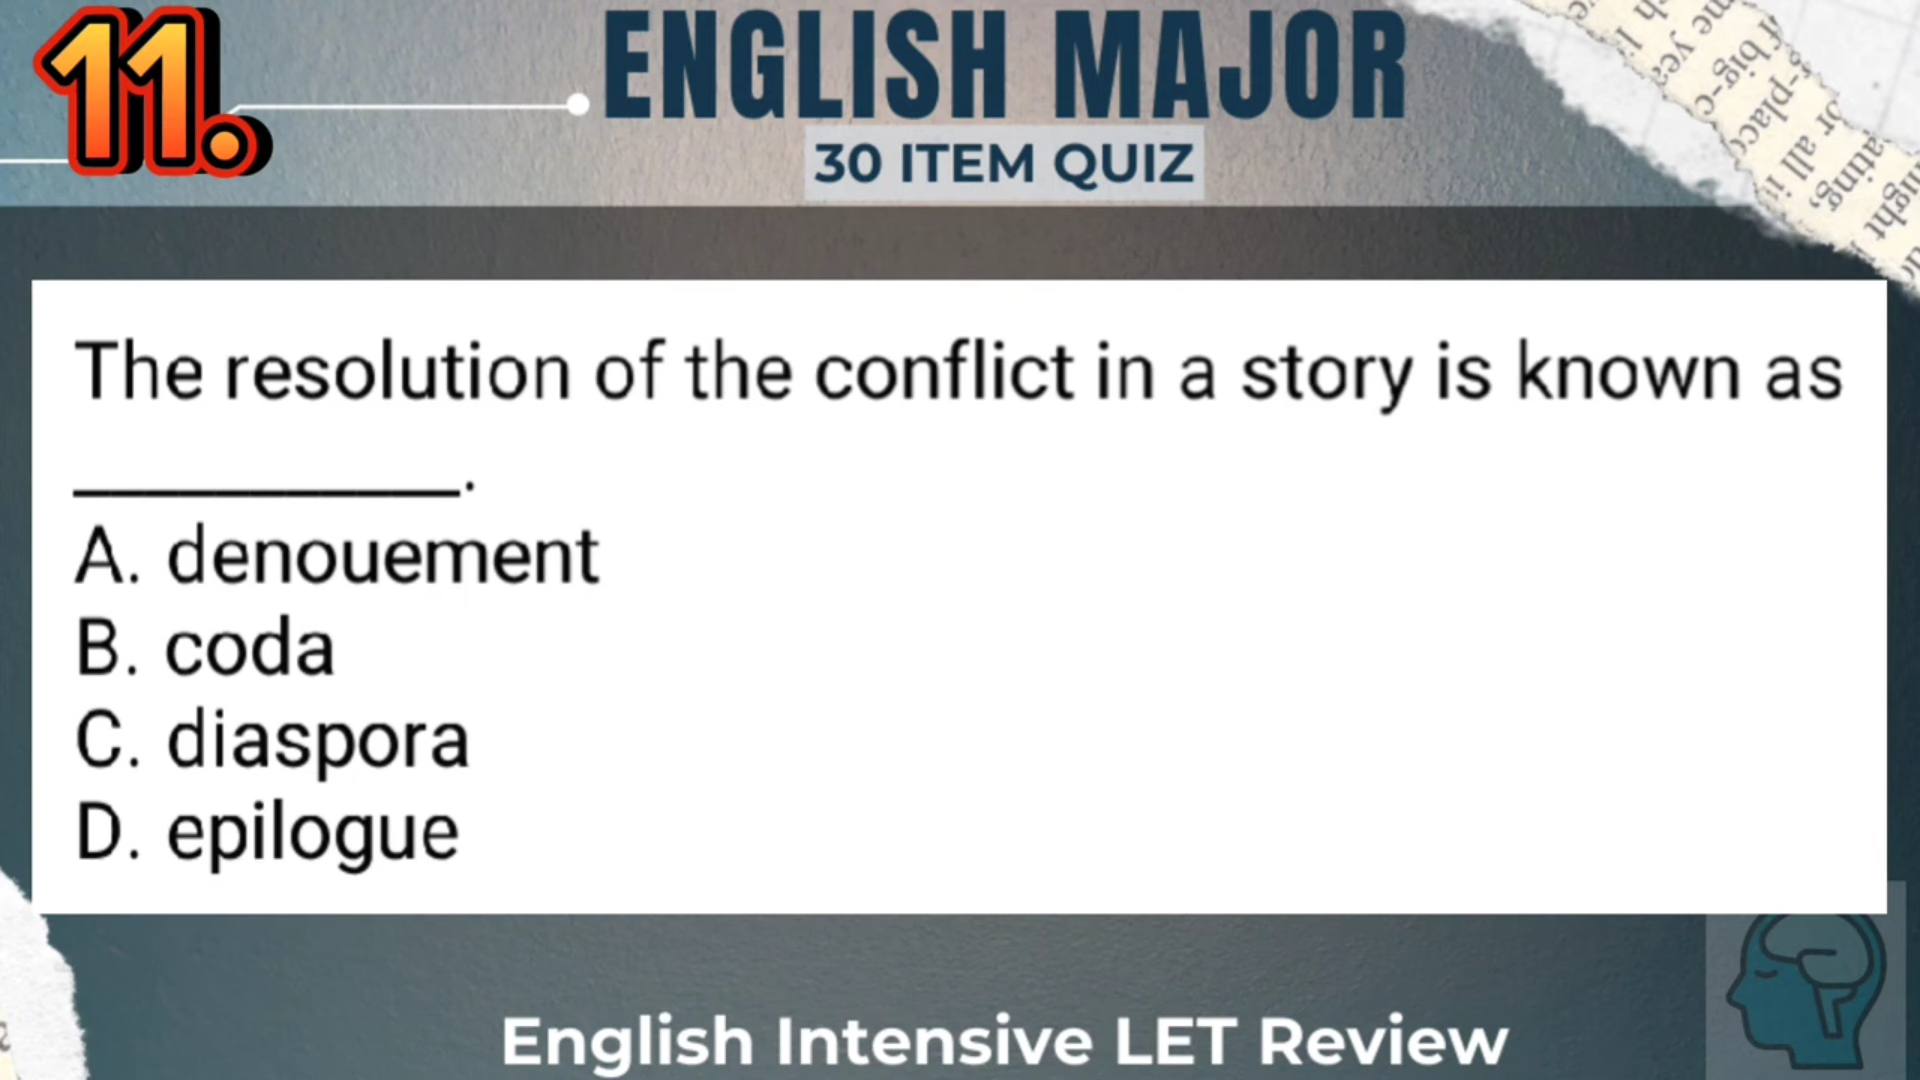 11.
ENGLISH MAJOR
30 ITEM QUIZ
The resolution of the conflict in a story is known as
___________.
A. denouement
B. coda
C. diaspora
D. epilogue
English Intensive LET Review